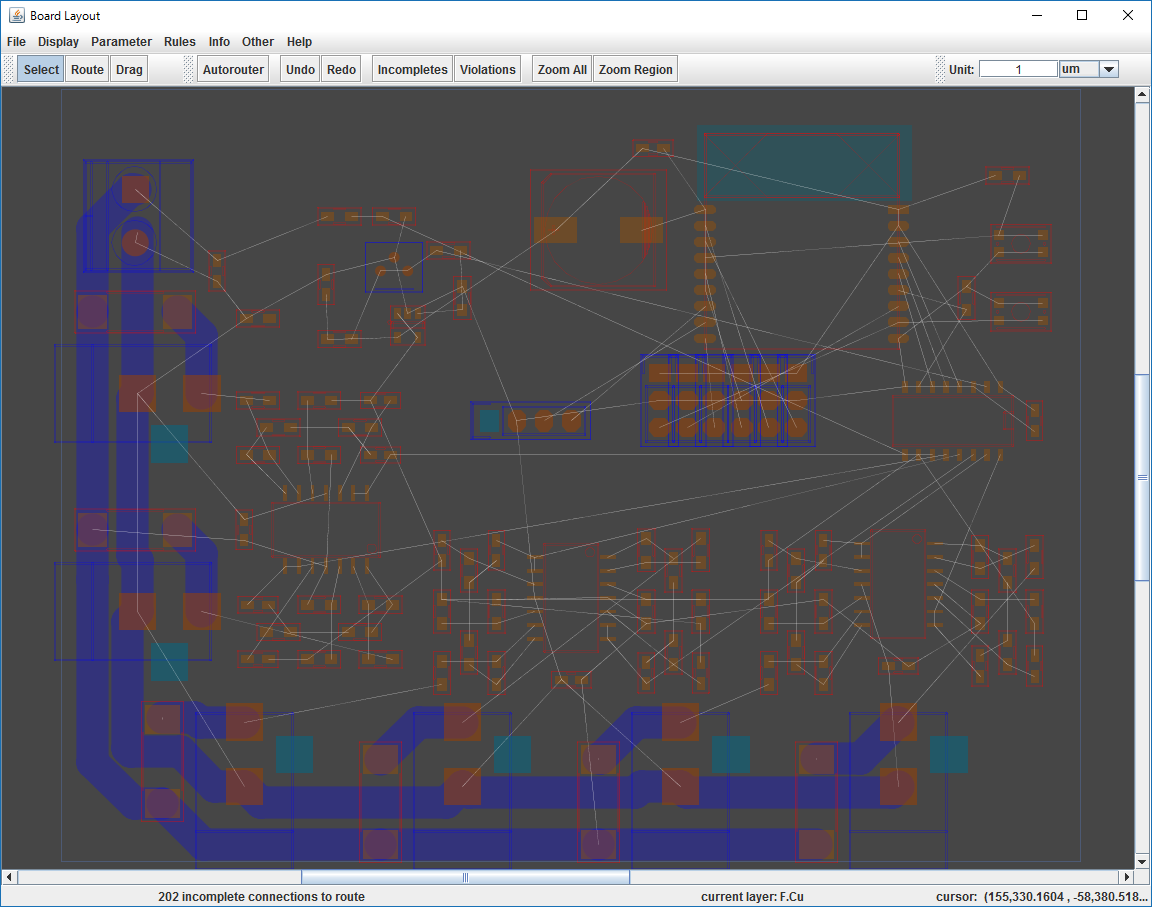 Board Layout
File Display Parameter Rules Info Other Help
Select Route Drag Autorouter Undo Redo Incompletes Violations Zoom All Zoom Region Unit: 1 um
202 incomplete connections to route current layer: F.Cu cursor: (155,330.1604 , -58,380.518...